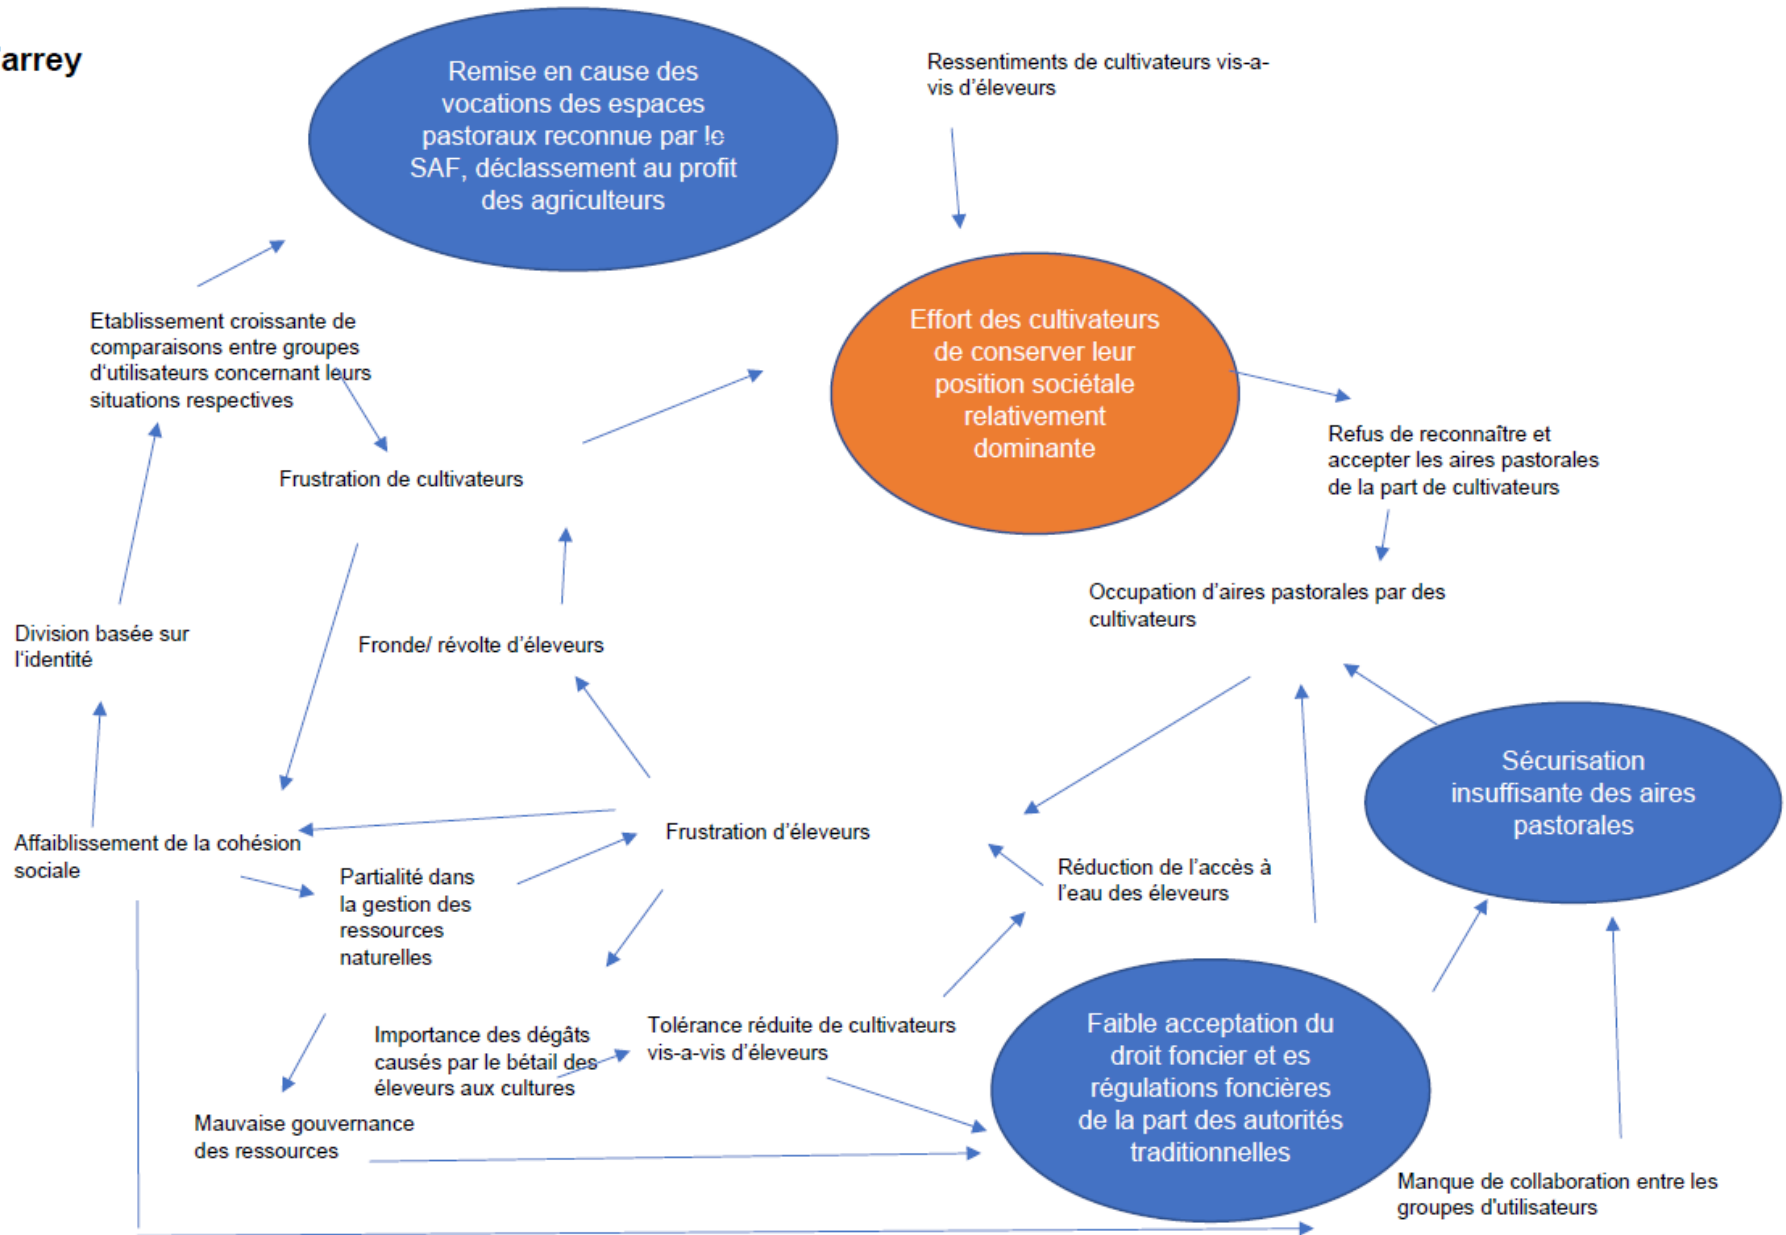 arrey
Remise en cause des
vocations des espaces
pastoraux reconnue par le
SAF, déclassement au profit
des agriculteurs
Ressentiments de cultivateurs vis-a-
vis d'éleveurs
Etablissement croissante de
comparaisons entre groupes
d'utilisateurs concernant leurs
situations respectives
Effort des cultivateurs
de conserver leur
position sociétale
relativement
dominante
Refus de reconnaître et
accepter les aires pastorales
de la part de cultivateurs
Frustration de cultivateurs
Occupation d'aires pastorales par des
cultivateurs
Division basée sur
l'identité
Fronde/ révolte d'éleveurs
Sécurisation
insuffisante des aires
pastorales
Affaiblissement de la cohésion
sociale
Frustration d'éleveurs
Partialité dans
la gestion des
ressources
naturelles
Réduction de l'accès à
l'eau des éleveurs
Importance des dégâts
causés par le bétail des
éleveurs aux cultures
Tolérance réduite de cultivateurs
vis-a-vis d'éleveurs
Faible acceptation du
droit foncier et es
régulations foncières
de la part des autorités
traditionnelles
Mauvaise gouvernance
des ressources
Manque de collaboration entre les
groupes d'utilisateurs